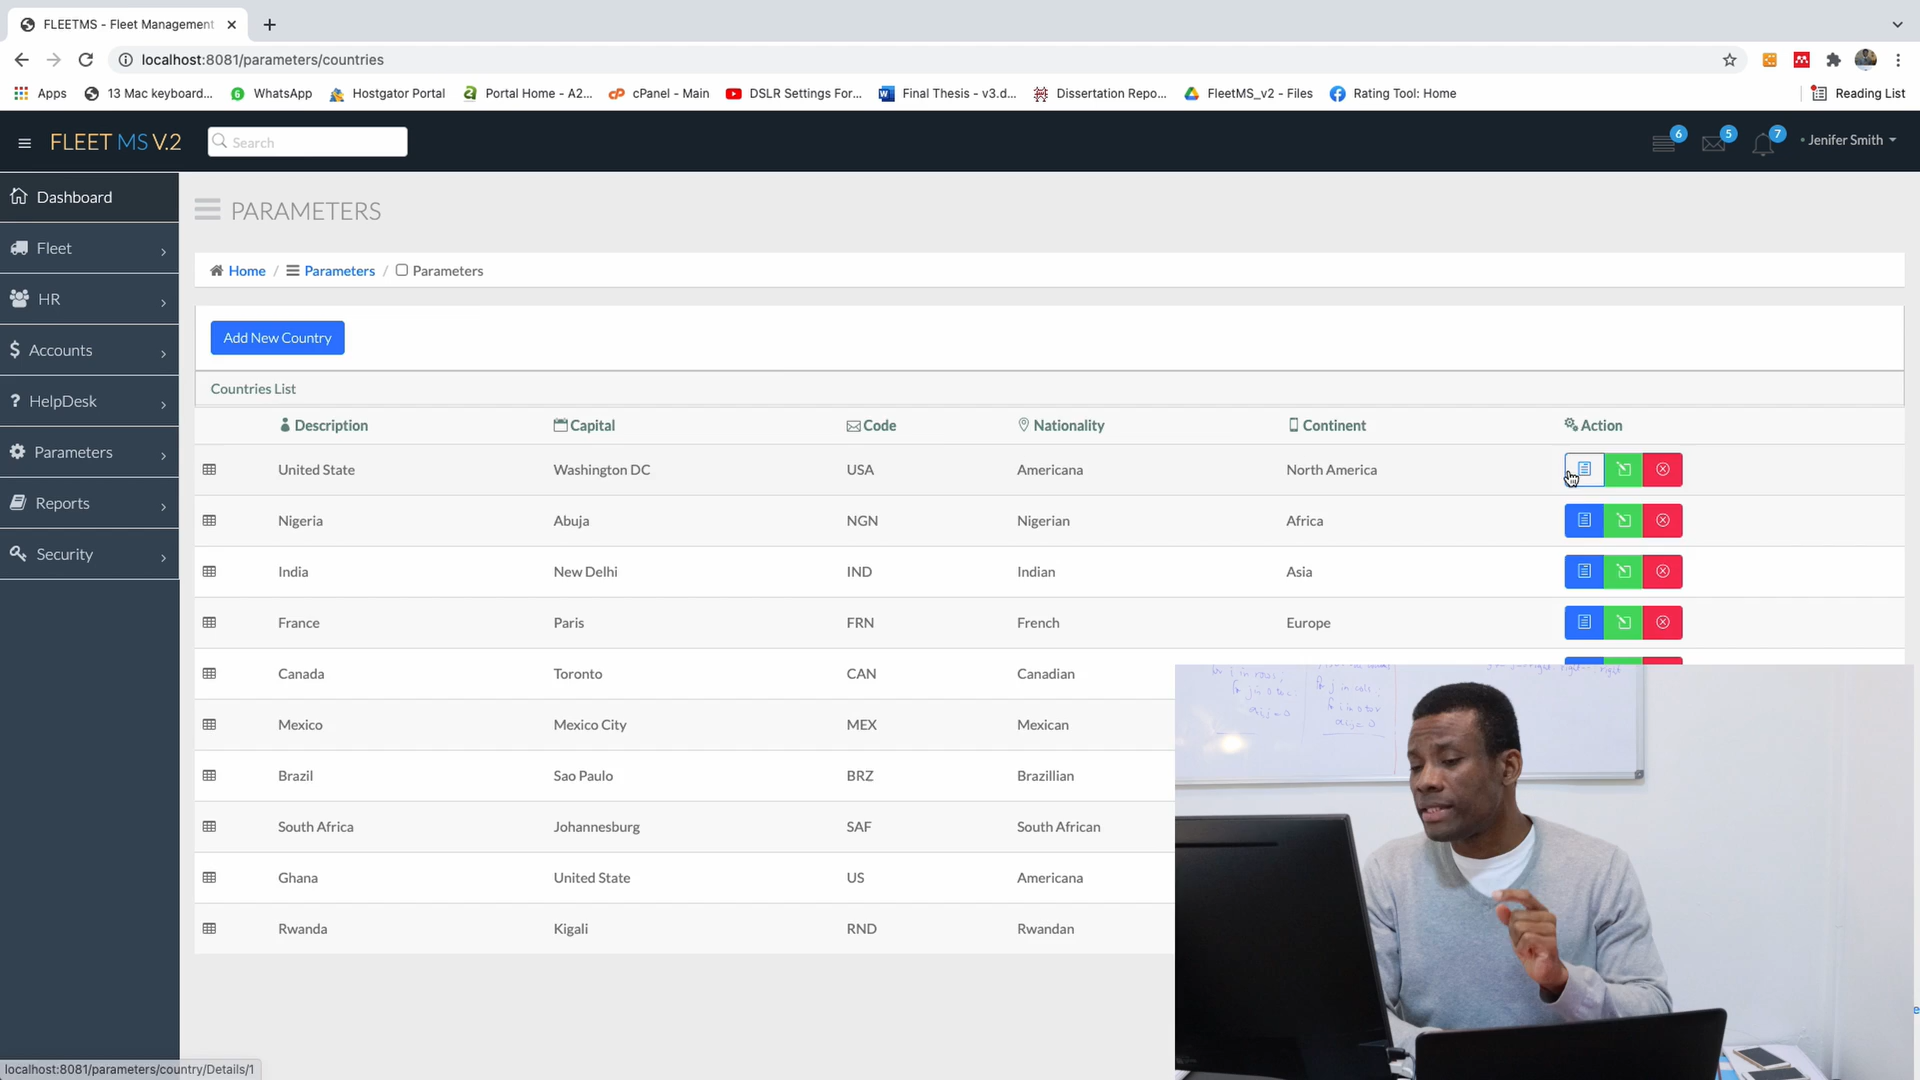 FLEETMS - Fleet Management
localhost:8081/parameters/countries
Apps 13 Mac keyboard... WhatsApp Hostgator Portal Portal Home - A2... cPanel - Main DSLR Settings For... Final Thesis - v3.d... Dissertation Repo... FleetMS_v2 - Files Rating Tool: Home Reading List
FLEET MS V.2 Search 6 5 7 Jenifer Smith
Dashboard
Fleet
HR
Accounts
HelpDesk
Parameters
Reports
Security
PARAMETERS
Home / Parameters / Parameters
Add New Country
Countries List
Description Capital Code Nationality Continent Action
United State Washington DC USA Americana North America
Nigeria Abuja NGN Nigerian Africa
India New Delhi IND Indian Asia
France Paris FRN French Europe
Canada Toronto CAN Canadian
Mexico Mexico City MEX Mexican
Brazil Sao Paulo BRZ Brazillian
South Africa Johannesburg SAF South African
Ghana United State US Americana
Rwanda Kigali RND Rwandan
localhost:8081/parameters/country/Details/1